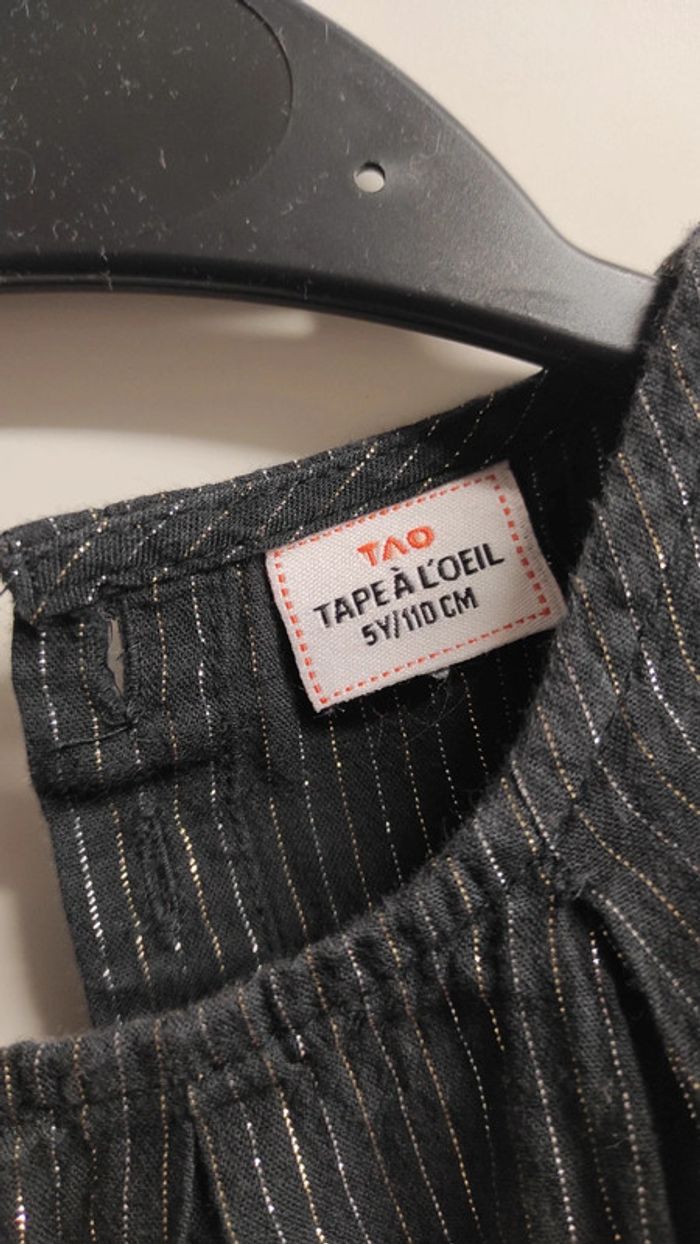 TAO
TAPE À L'OEIL
5Y/110 CM